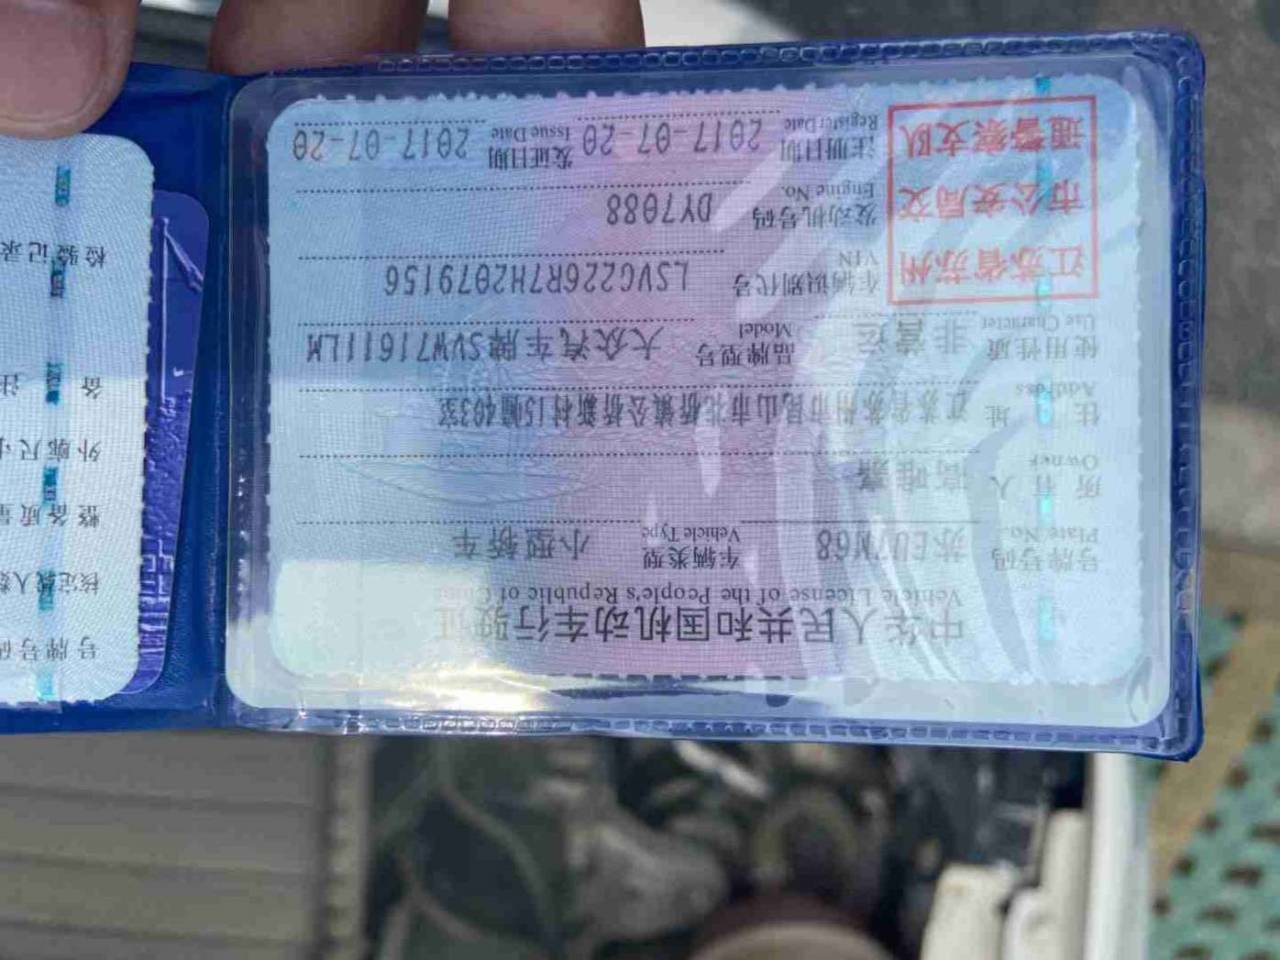 中华人民共和国机动车行驶证
Vehicle License of the People's Republic of China
号牌号码
Plate No.
车辆类型 小型轿车
Vehicle Type
所有人
Owner
住址 江苏省苏州市昆山市花桥镇公桥新村15幢403室
Address
使用性质 非营运
Use Character
品牌型号 大众汽车牌SVW71611LM
Model
江苏省苏州
市公安局交
通警察支队
车辆识别代号 LSVG226R7H2079156
VIN
发动机号码 DY7088
Engine No.
注册日期 2017-07-20
Register Date
发证日期 2017-07-20
Issue Date
号牌号码
核定载人数
整备质量
外廓尺寸
备注
检验记录